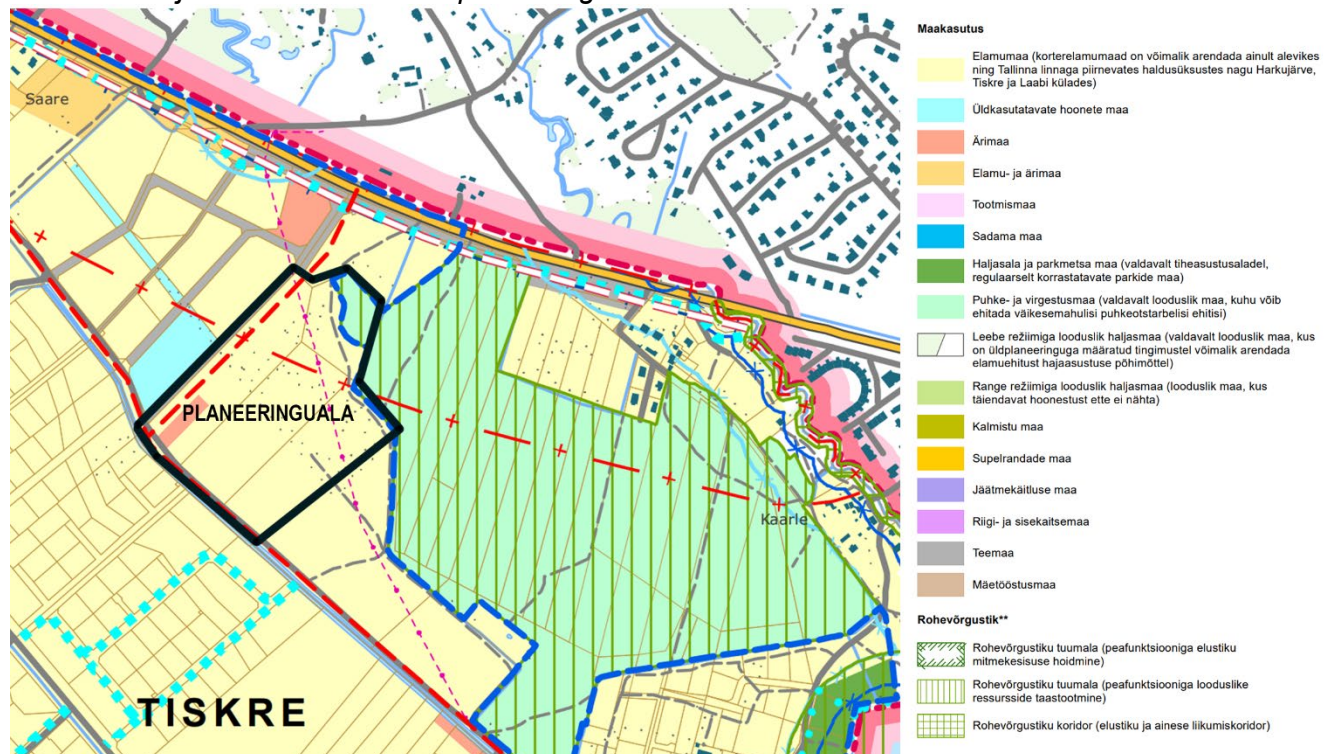 Saare
PLANEERINGUALA
Kaarle
TISKRE
Maakasutus
Elamumaa (korterelamumaad on võimalik arendada ainult alevikes
ning Tallinna linnaga piirnevates haldusüksustes nagu Harkujärve,
Tiskre ja Laabi külades)
Üldkasutatavate hoonete maa
Ärimaa
Elamu- ja ärimaa
Tootmismaa
Sadama maa
Haljasala ja parkmetsa maa (valdavalt tiheasustusaladel,
regulaarselt korrastatavate parkide maa)
Puhke- ja virgestusmaa (valdavalt looduslik maa, kuhu võib
ehitada väikesemahulisi puhkeotstarbelisi ehitisi)
Leebe režiimiga looduslik haljasmaa (valdavalt looduslik maa, kus
on üldplaneeringuga määratud tingimustel võimalik arendada
elamuehitust hajaasustuse põhimõttel)
Range režiimiga looduslik haljasmaa (looduslik maa, kus
täiendavat hoonestust ette ei nähta)
Kalmistu maa
Supelrandade maa
Jäätmekäitluse maa
Riigi- ja sisekaitsemaa
Teemaa
Mäetööstusmaa
Rohevõrgustik**
Rohevõrgustiku tuumala (peafunktsiooniga elustiku
mitmekesisuse hoidmine)
Rohevõrgustiku tuumala (peafunktsiooniga looduslike
ressursside taastootmine)
Rohevõrgustiku koridor (elustiku ja ainese liikumiskoridor)